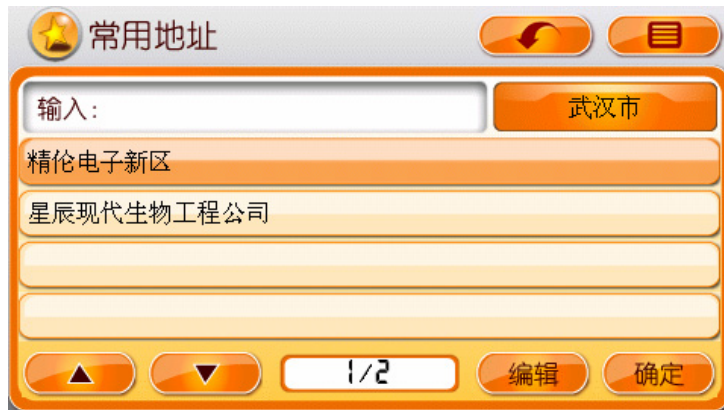 常用地址
输入:
武汉市
精伦电子新区
星辰现代生物工程公司
1/2
编辑
确定